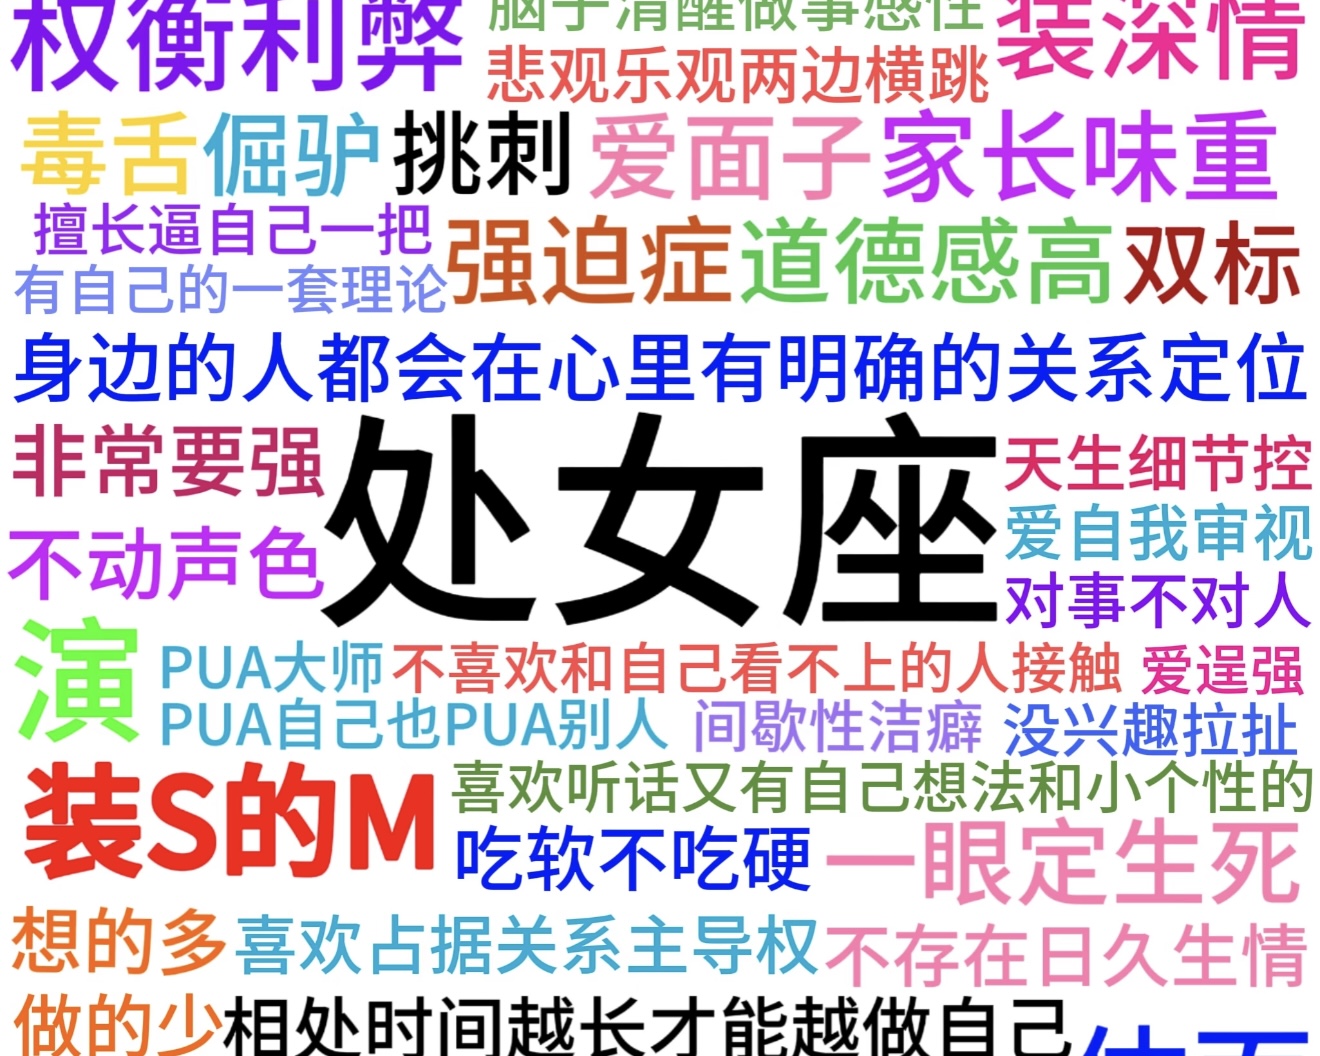 权衡利弊
脑子清醒做事感性
装深情
悲观乐观两边横跳
毒舌
倔驴
挑刺
爱面子
家长味重
擅长逼自己一把
强迫症
道德感高
双标
有自己的一套理论
身边的人都会在心里有明确的关系定位
非常要强
处女座
天生细节控
爱自我审视
不动声色
对事不对人
演
PUA大师
不喜欢和自己看不上的人接触
爱逞强
PUA自己也PUA别人
间歇性洁癖
没兴趣拉扯
装S的M
喜欢听话又有自己想法和小个性的
吃软不吃硬
一眼定生死
想的多
喜欢占据关系主导权
不存在日久生情
做的少
相处时间越长才能越做自己